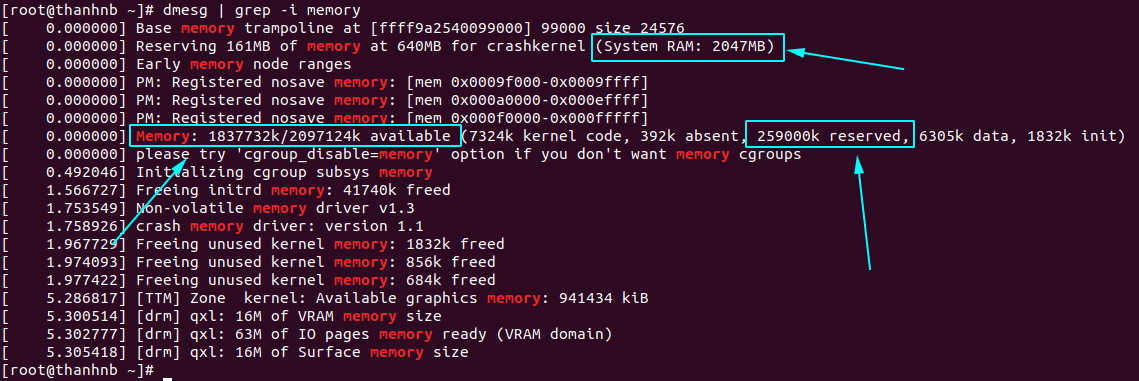 [root@thanhnb ~]# dmesg | grep -i memory
[    0.000000] Base memory trampoline at [ffff9a2540099000] 99000 size 24576
[    0.000000] Reserving 161MB of memory at 640MB for crashkernel (System RAM: 2047MB)
[    0.000000] Early memory node ranges
[    0.000000] PM: Registered nosave memory: [mem 0x0009f000-0x0009ffff]
[    0.000000] PM: Registered nosave memory: [mem 0x000a0000-0x000effff]
[    0.000000] PM: Registered nosave memory: [mem 0x000f0000-0x000fffff]
[    0.000000] Memory: 1837732k/2097124k available (7324k kernel code, 392k absent, 259000k reserved, 6305k data, 1832k init)
[    0.000000] please try 'cgroup_disable=memory' option if you don't want memory cgroups
[    0.492046] Initializing cgroup subsys memory
[    1.566727] Freeing initrd memory: 41740k freed
[    1.753549] Non-volatile memory driver v1.3
[    1.758926] crash memory driver: version 1.1
[    1.967729] Freeing unused kernel memory: 1832k freed
[    1.974093] Freeing unused kernel memory: 856k freed
[    1.977422] Freeing unused kernel memory: 684k freed
[    5.286817] [TTM] Zone  kernel: Available graphics memory: 941434 kiB
[    5.300514] [drm] qxl: 16M of VRAM memory size
[    5.302777] [drm] qxl: 63M of IO pages memory ready (VRAM domain)
[    5.305418] [drm] qxl: 16M of Surface memory size
[root@thanhnb ~]#